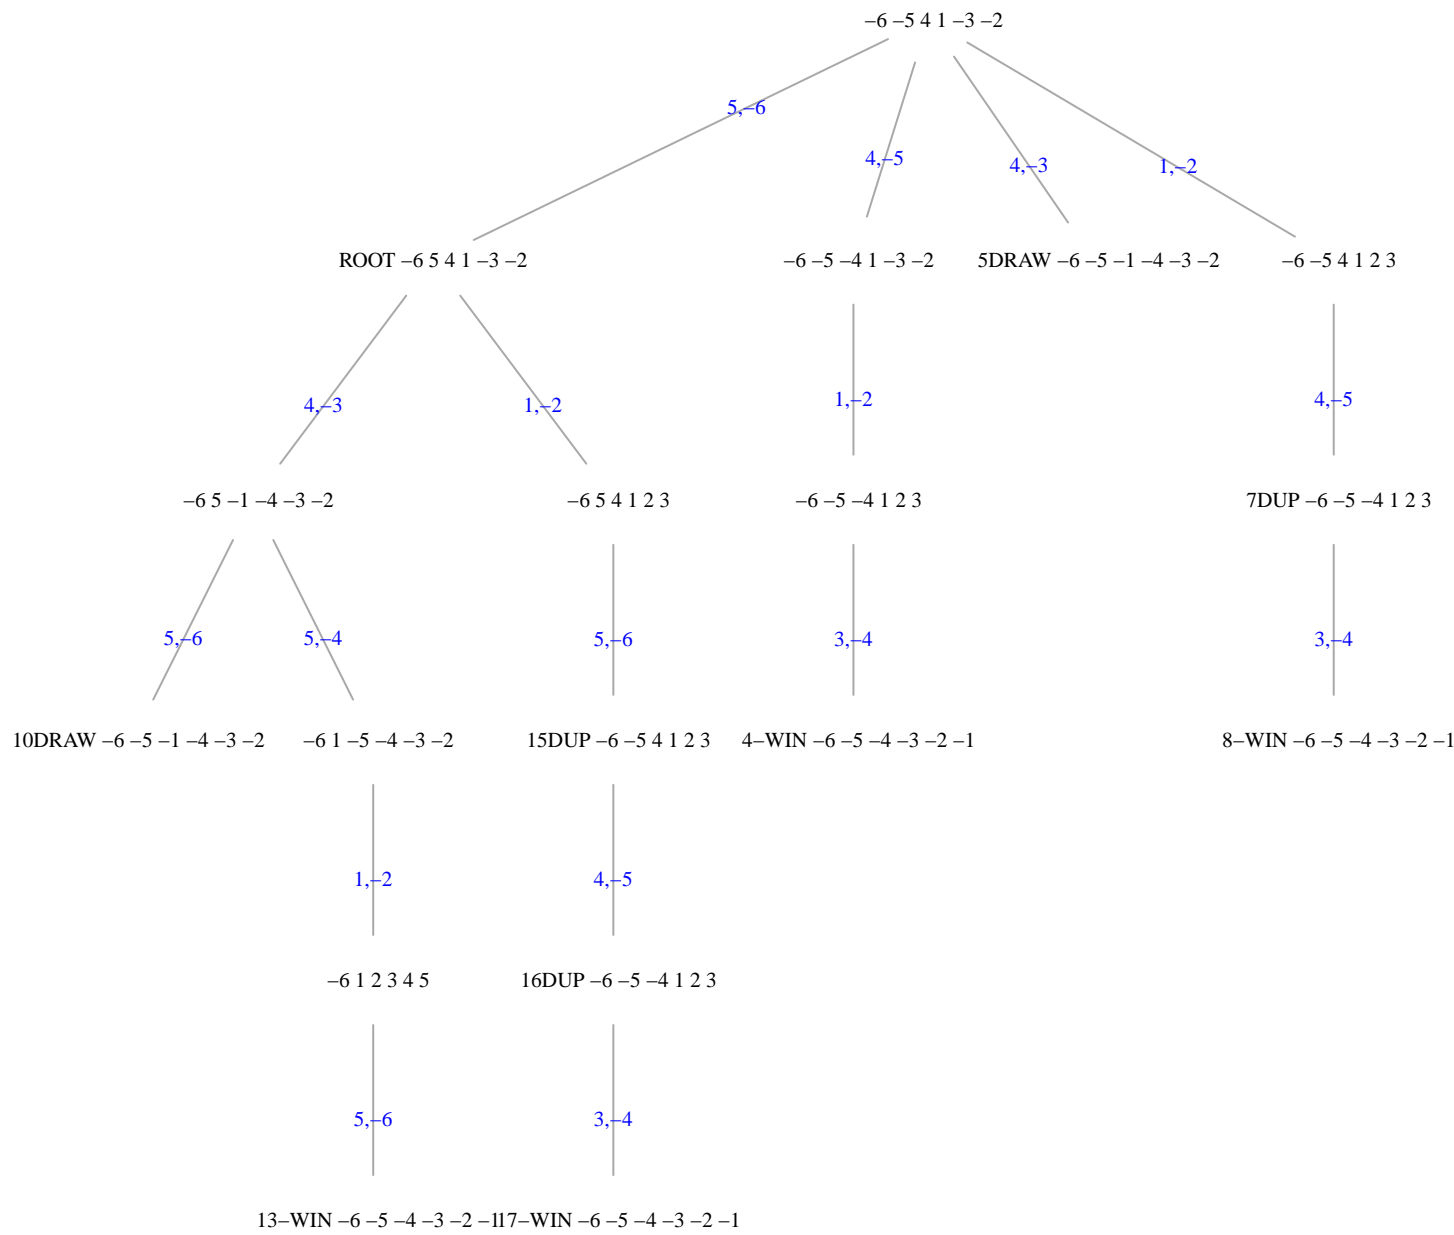 −6 −5 4 1 −3 −2
5,−6
4,−5
4,−3
1,−2
ROOT −6 5 4 1 −3 −2
−6 −5 −4 1 −3 −2
5DRAW −6 −5 −1 −4 −3 −2
−6 −5 4 1 2 3
4,−3
1,−2
1,−2
4,−5
−6 5 −1 −4 −3 −2
−6 5 4 1 2 3
−6 −5 −4 1 2 3
7DUP −6 −5 −4 1 2 3
5,−6
5,−4
5,−6
3,−4
3,−4
10DRAW −6 −5 −1 −4 −3 −2
−6 1 −5 −4 −3 −2
15DUP −6 −5 4 1 2 3
4−WIN −6 −5 −4 −3 −2 −1
8−WIN −6 −5 −4 −3 −2 −1
1,−2
4,−5
−6 1 2 3 4 5
16DUP −6 −5 −4 1 2 3
5,−6
3,−4
13−WIN −6 −5 −4 −3 −2 −1
17−WIN −6 −5 −4 −3 −2 −1